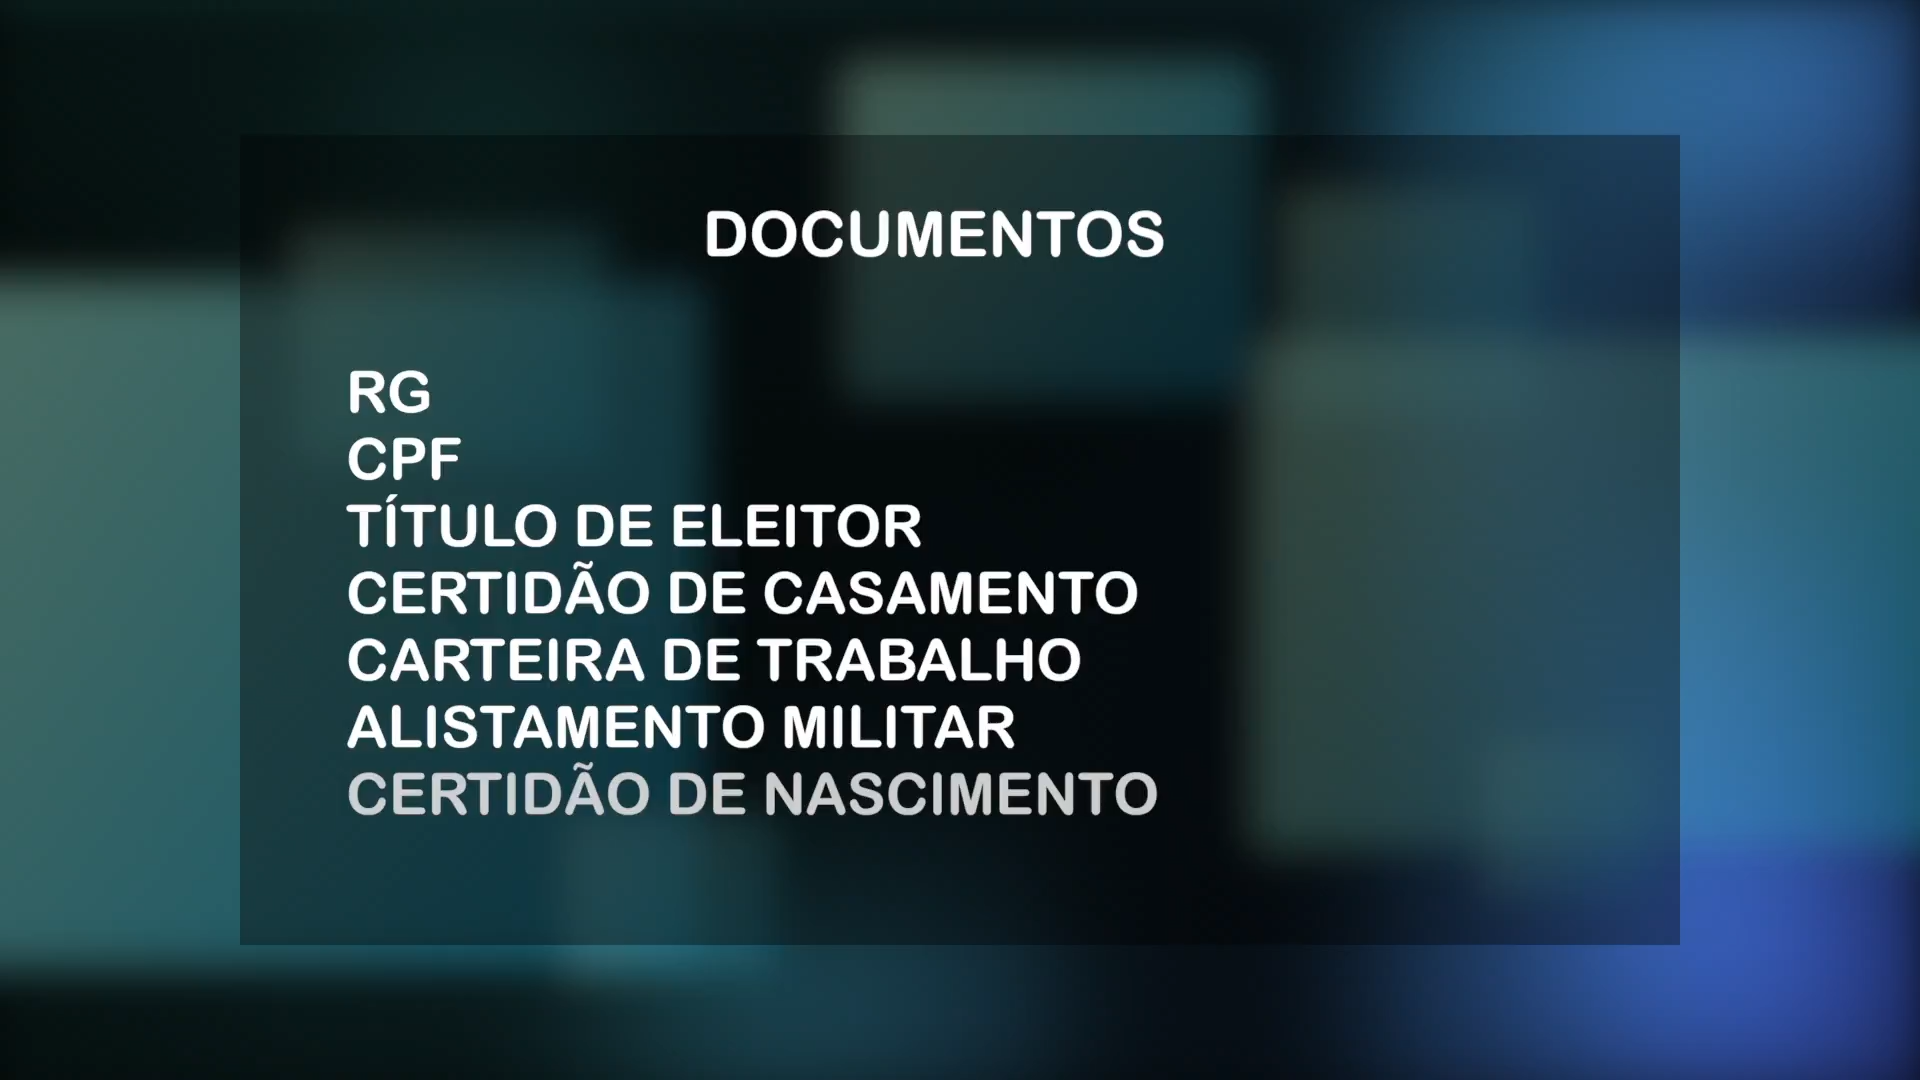 DOCUMENTOS
RG
CPF
TÍTULO DE ELEITOR
CERTIDÃO DE CASAMENTO
CARTEIRA DE TRABALHO
ALISTAMENTO MILITAR
CERTIDÃO DE NASCIMENTO